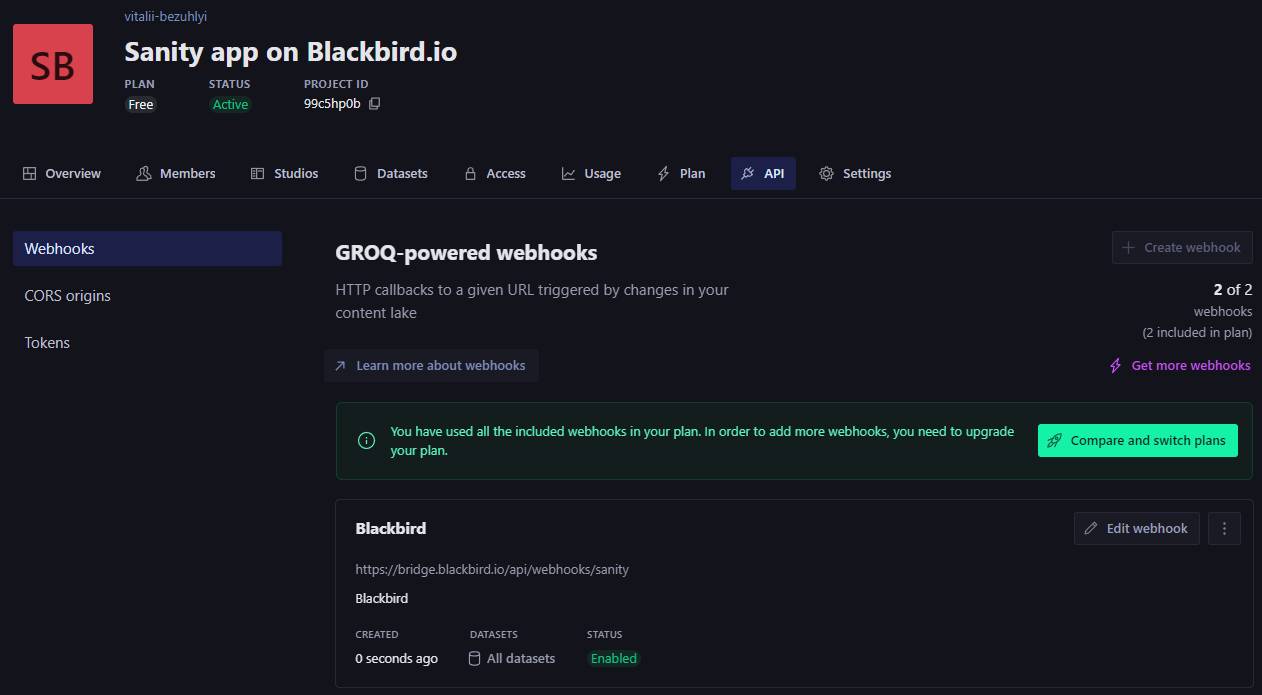 vitalii-bezuhlyi
SB
Sanity app on Blackbird.io
PLAN STATUS PROJECT ID
Free Active 99c5hp0b
Overview Members Studios Datasets Access Usage Plan API Settings
Webhooks
CORS origins
Tokens
GROQ-powered webhooks
Create webhook
HTTP callbacks to a given URL triggered by changes in your
content lake
2 of 2
webhooks
(2 included in plan)
Learn more about webhooks
Get more webhooks
You have used all the included webhooks in your plan. In order to add more webhooks, you need to upgrade
your plan.
Compare and switch plans
Blackbird
Edit webhook
https://bridge.blackbird.io/api/webhooks/sanity
Blackbird
CREATED DATASETS STATUS
0 seconds ago All datasets Enabled